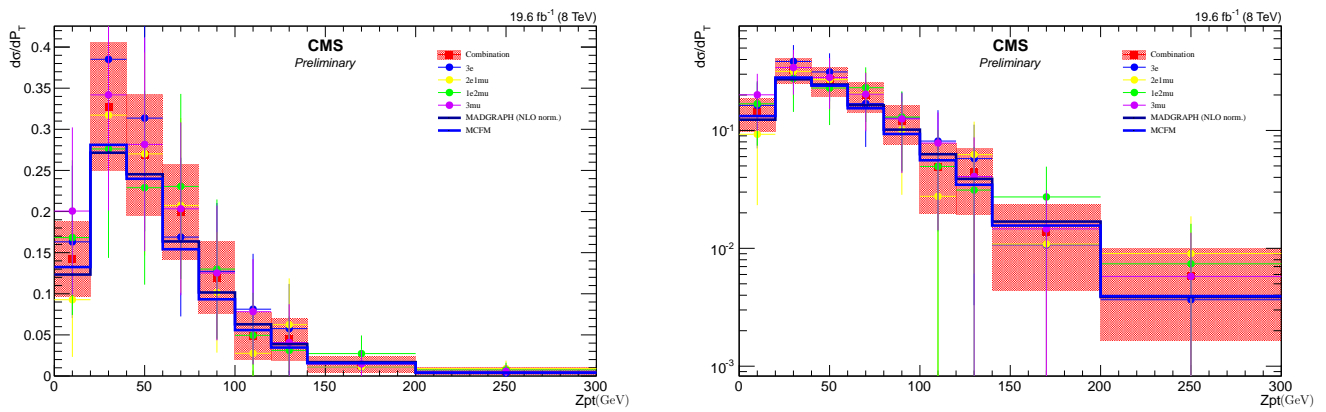 19.6 fb⁻¹ (8 TeV)
dσ/dP_T
CMS
Preliminary
Combination
3e
2e1mu
1e2mu
3mu
MADGRAPH (NLO norm.)
MCFM
0.4
0.35
0.3
0.25
0.2
0.15
0.1
0.05
0
0 50 100 150 200 250 300
Zpt(GeV)
19.6 fb⁻¹ (8 TeV)
dσ/dP_T
CMS
Preliminary
Combination
3e
2e1mu
1e2mu
3mu
MADGRAPH (NLO norm.)
MCFM
1
10⁻¹
10⁻²
10⁻³
0 50 100 150 200 250 300
Zpt(GeV)